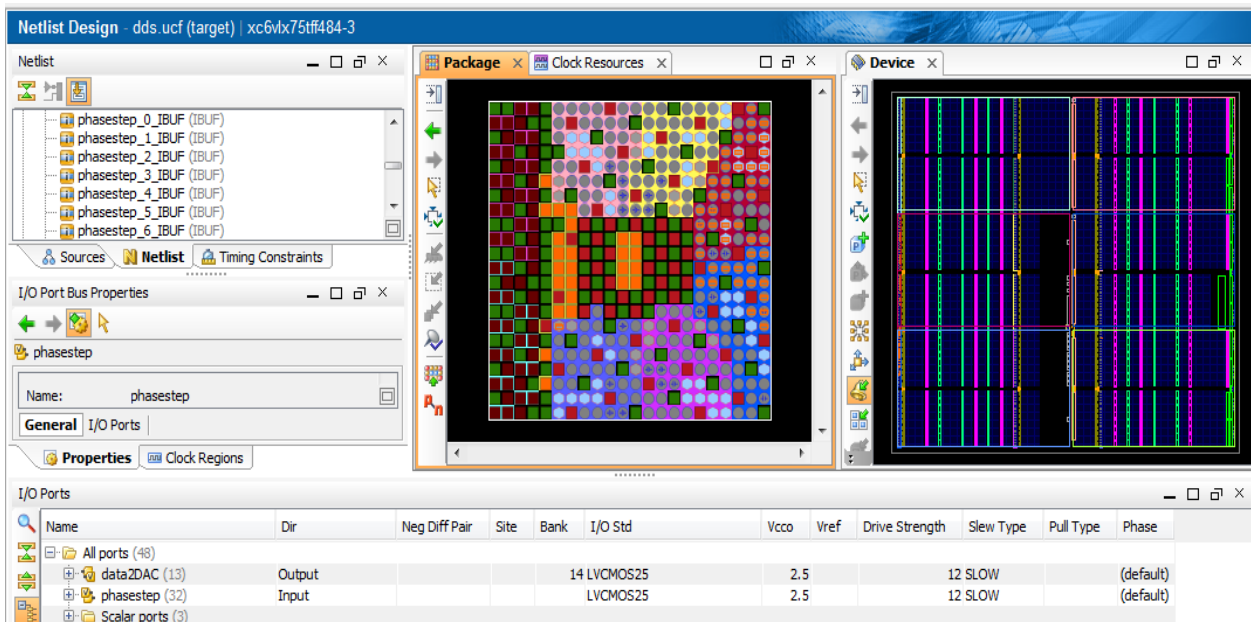 Netlist Design - dds.ucf (target) | xc6vlx75tff484-3
Netlist
phasestep_0_IBUF (IBUF)
phasestep_1_IBUF (IBUF)
phasestep_2_IBUF (IBUF)
phasestep_3_IBUF (IBUF)
phasestep_4_IBUF (IBUF)
phasestep_5_IBUF (IBUF)
phasestep_6_IBUF (IBUF)
Sources Netlist Timing Constraints
I/O Port Bus Properties
phasestep
Name: phasestep
General I/O Ports
Properties Clock Regions
Package Clock Resources
Device
I/O Ports
Name Dir Neg Diff Pair Site Bank I/O Std Vcco Vref Drive Strength Slew Type Pull Type Phase
All ports (48)
data2DAC (13) Output 14 LVCMOS25 2.5 12 SLOW (default)
phasestep (32) Input LVCMOS25 2.5 12 SLOW (default)
Scalar ports (3)